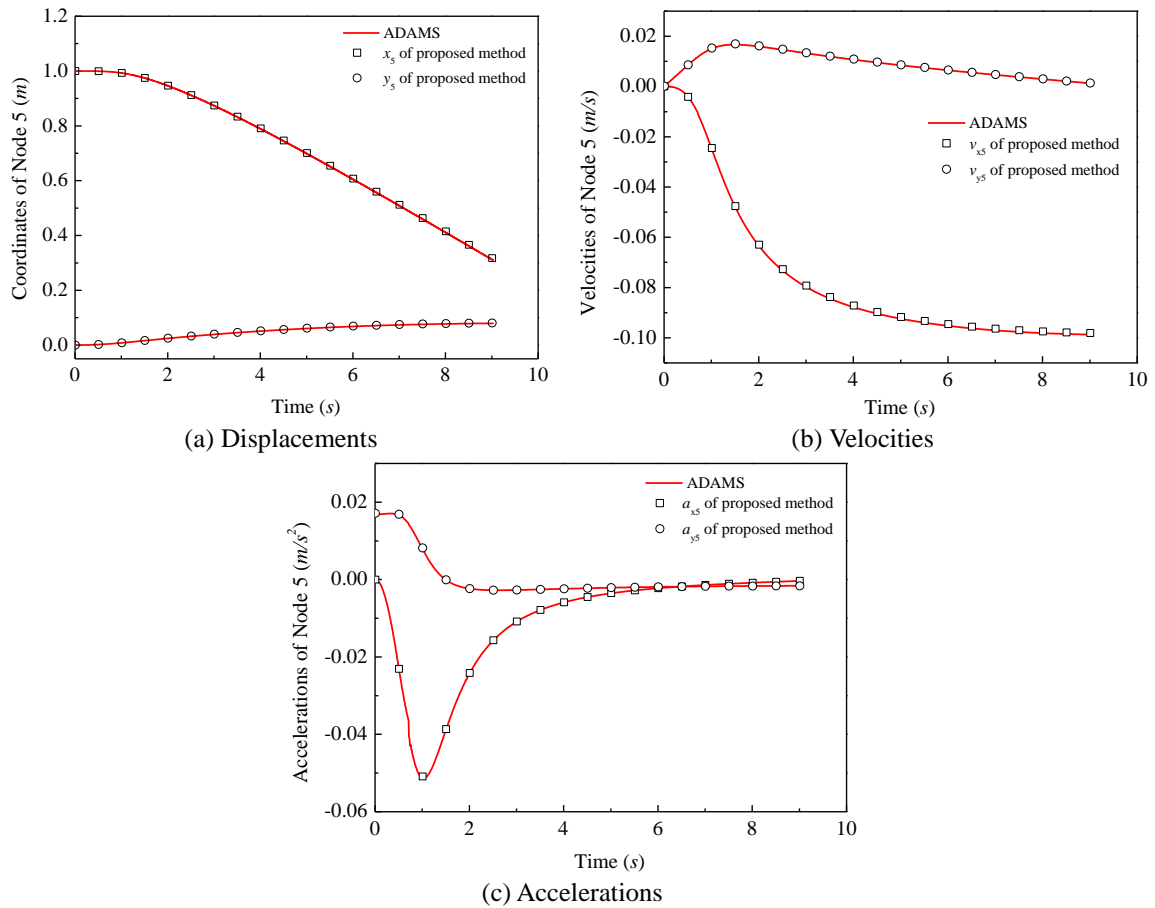 1.2
1.0
0.8
0.6
0.4
0.2
0.0
Coordinates of Node 5 (m)
ADAMS
x5 of proposed method
y5 of proposed method
0 2 4 6 8 10
Time (s)
(a) Displacements
0.02
0.00
-0.02
-0.04
-0.06
-0.08
-0.10
Velocities of Node 5 (m/s)
ADAMS
vx5 of proposed method
vy5 of proposed method
0 2 4 6 8 10
Time (s)
(b) Velocities
0.02
0.00
-0.02
-0.04
-0.06
Accelerations of Node 5 (m/s²)
ADAMS
ax5 of proposed method
ay5 of proposed method
0 2 4 6 8 10
Time (s)
(c) Accelerations